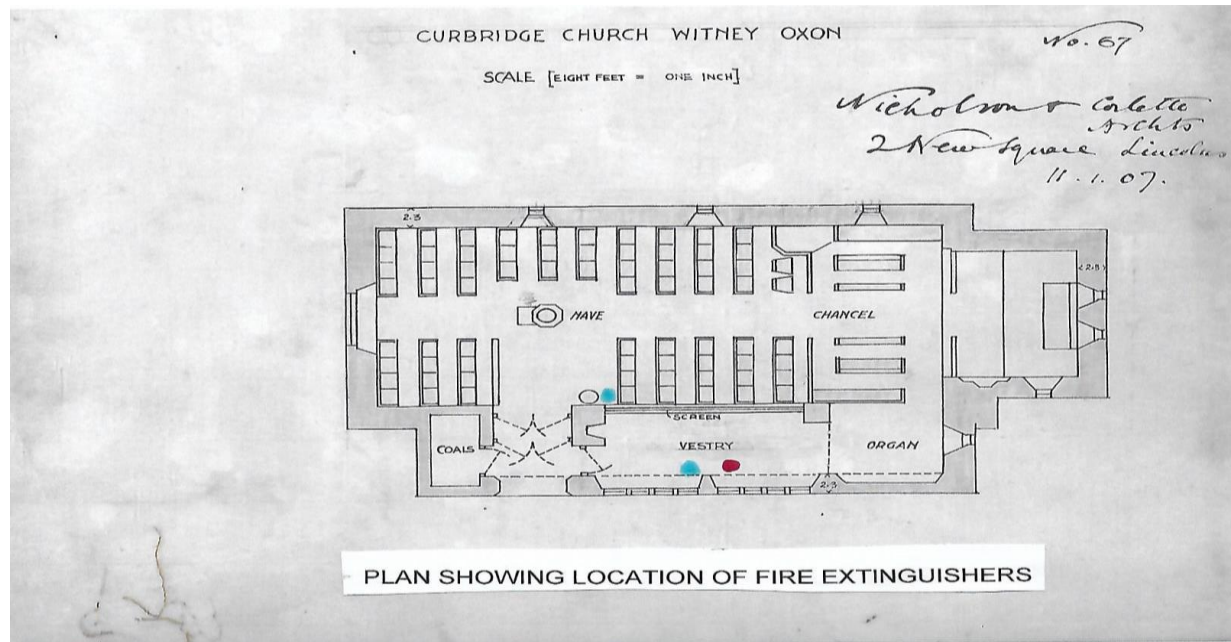 CURBRIDGE CHURCH WITNEY OXON
No. 67
SCALE [EIGHT FEET = ONE INCH]
Nicholson & Corlette
Archts
2 New Square Lincolns
11.1.07.
2.3
2.3
NAVE
CHANCEL
SCREEN
COALS
VESTRY
ORGAN
2.3
PLAN SHOWING LOCATION OF FIRE EXTINGUISHERS